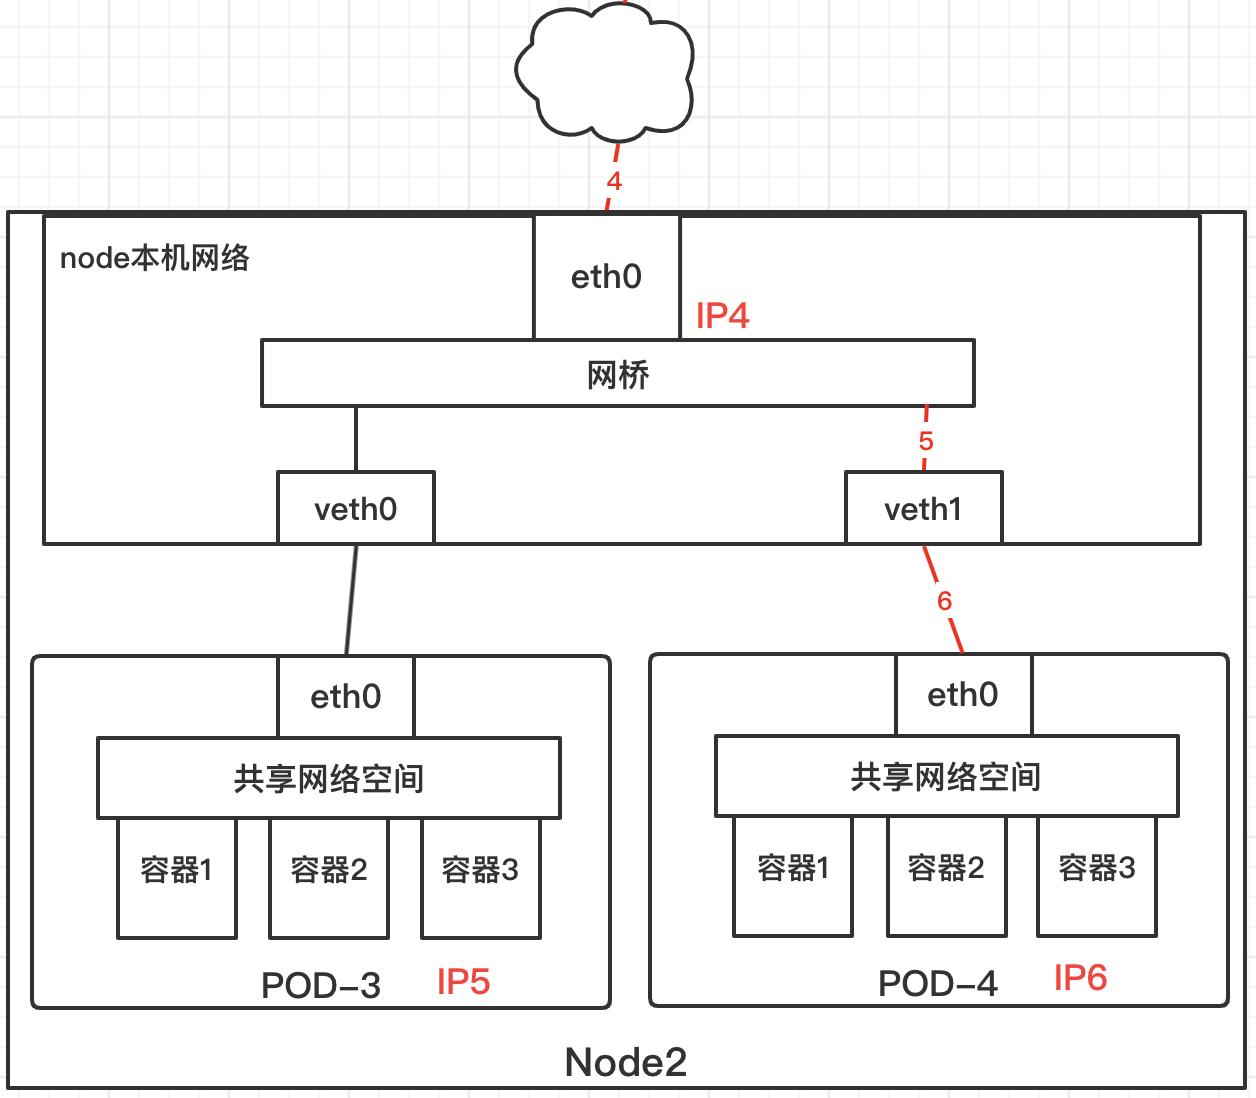 4
node本机网络
eth0
IP4
网桥
5
veth0
veth1
6
eth0
eth0
共享网络空间
共享网络空间
容器1
容器2
容器3
容器1
容器2
容器3
POD-3
IP5
POD-4
IP6
Node2